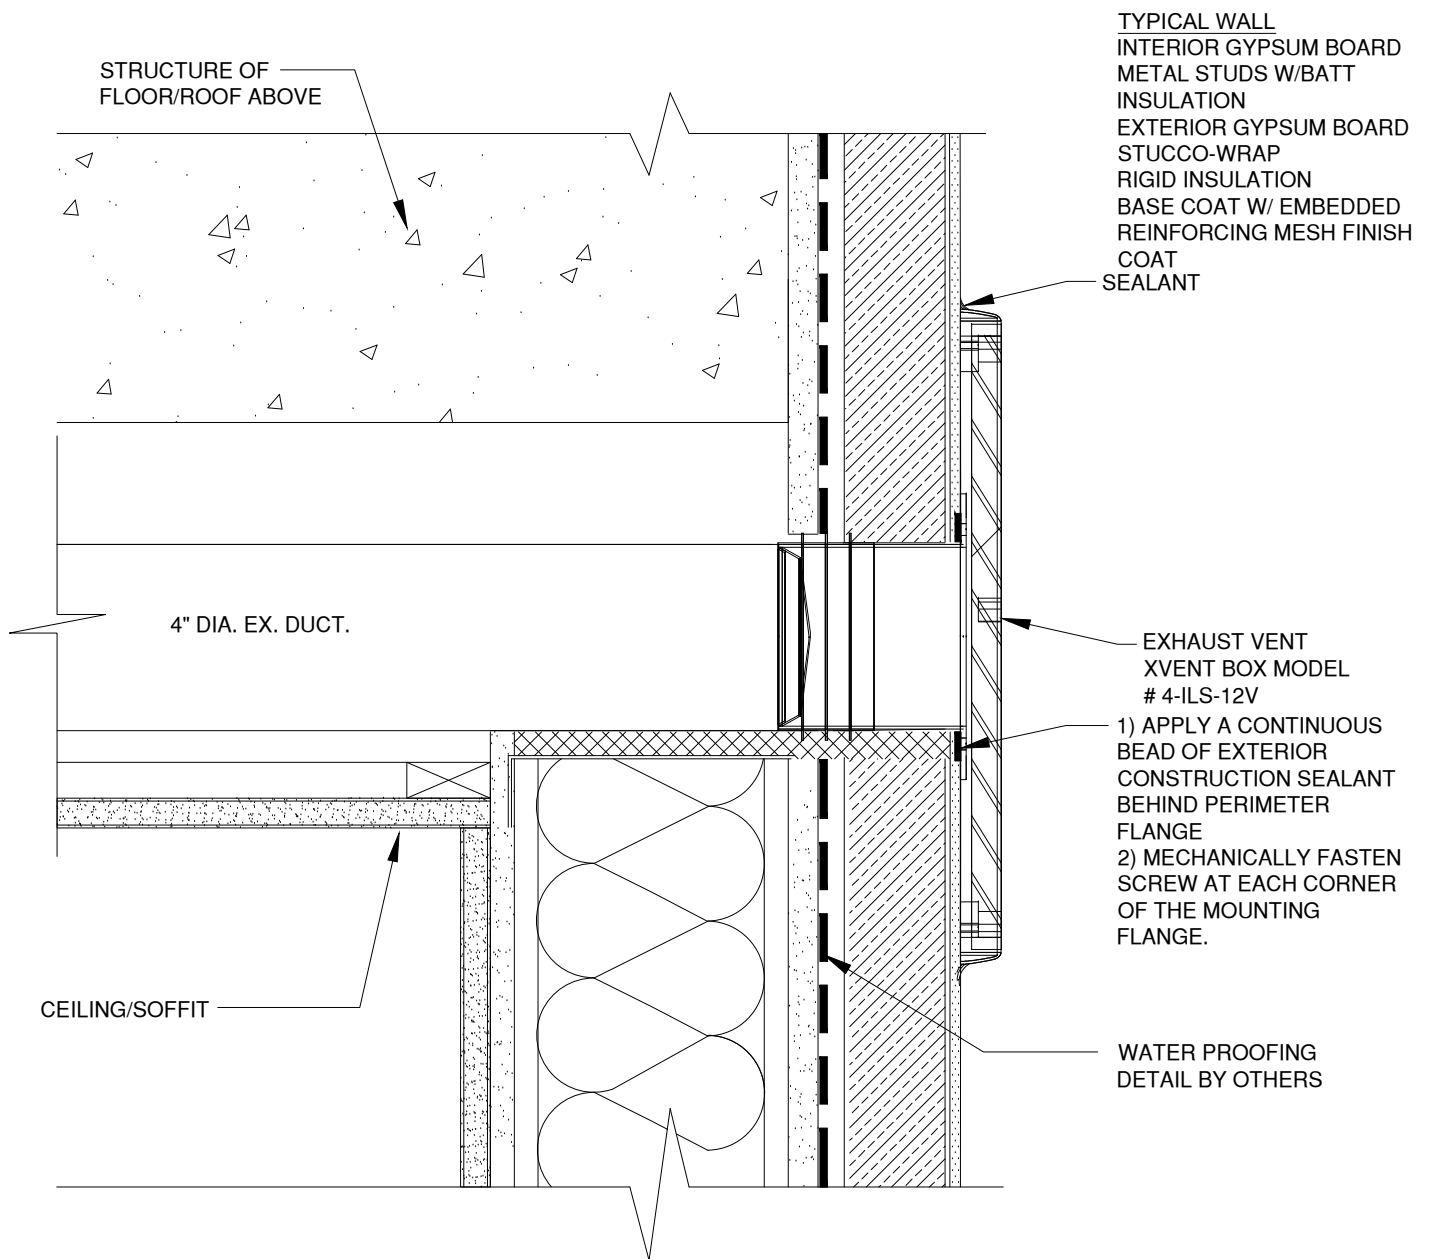 TYPICAL WALL
INTERIOR GYPSUM BOARD
METAL STUDS W/BATT
INSULATION
EXTERIOR GYPSUM BOARD
STUCCO-WRAP
RIGID INSULATION
BASE COAT W/ EMBEDDED
REINFORCING MESH FINISH
COAT
SEALANT
STRUCTURE OF
FLOOR/ROOF ABOVE
4" DIA. EX. DUCT.
EXHAUST VENT
XVENT BOX MODEL
# 4-ILS-12V
1) APPLY A CONTINUOUS
BEAD OF EXTERIOR
CONSTRUCTION SEALANT
BEHIND PERIMETER
FLANGE
2) MECHANICALLY FASTEN
SCREW AT EACH CORNER
OF THE MOUNTING
FLANGE.
CEILING/SOFFIT
WATER PROOFING
DETAIL BY OTHERS